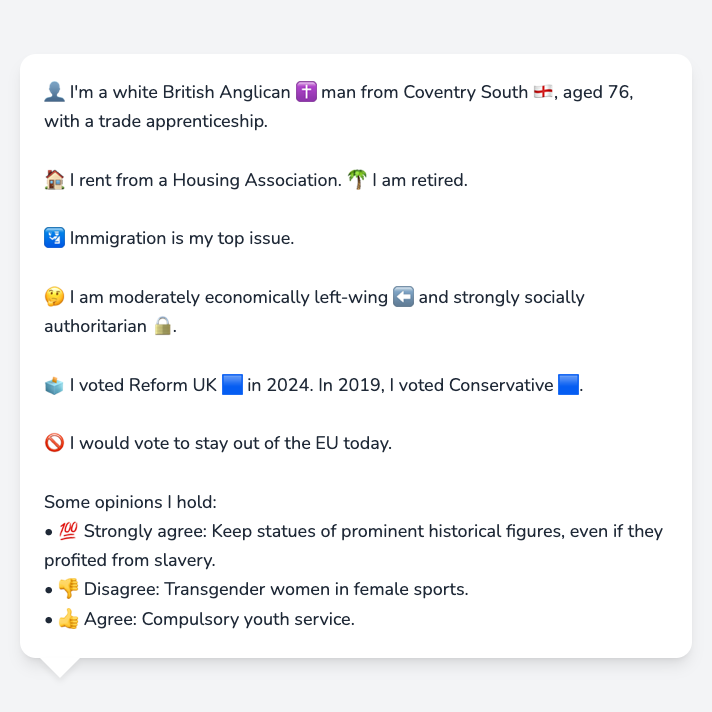 👤 I'm a white British Anglican ✝️ man from Coventry South 🏴󠁧󠁢󠁥󠁮󠁧󠁿, aged 76,
with a trade apprenticeship.
🏠 I rent from a Housing Association. 🌴 I am retired.
🛂 Immigration is my top issue.
🤔 I am moderately economically left-wing ⬅️ and strongly socially
authoritarian 🔒.
🗳️ I voted Reform UK 🟦 in 2024. In 2019, I voted Conservative 🟦.
🚫 I would vote to stay out of the EU today.
Some opinions I hold:
• 💯 Strongly agree: Keep statues of prominent historical figures, even if they
profited from slavery.
• 👎 Disagree: Transgender women in female sports.
• 👍 Agree: Compulsory youth service.